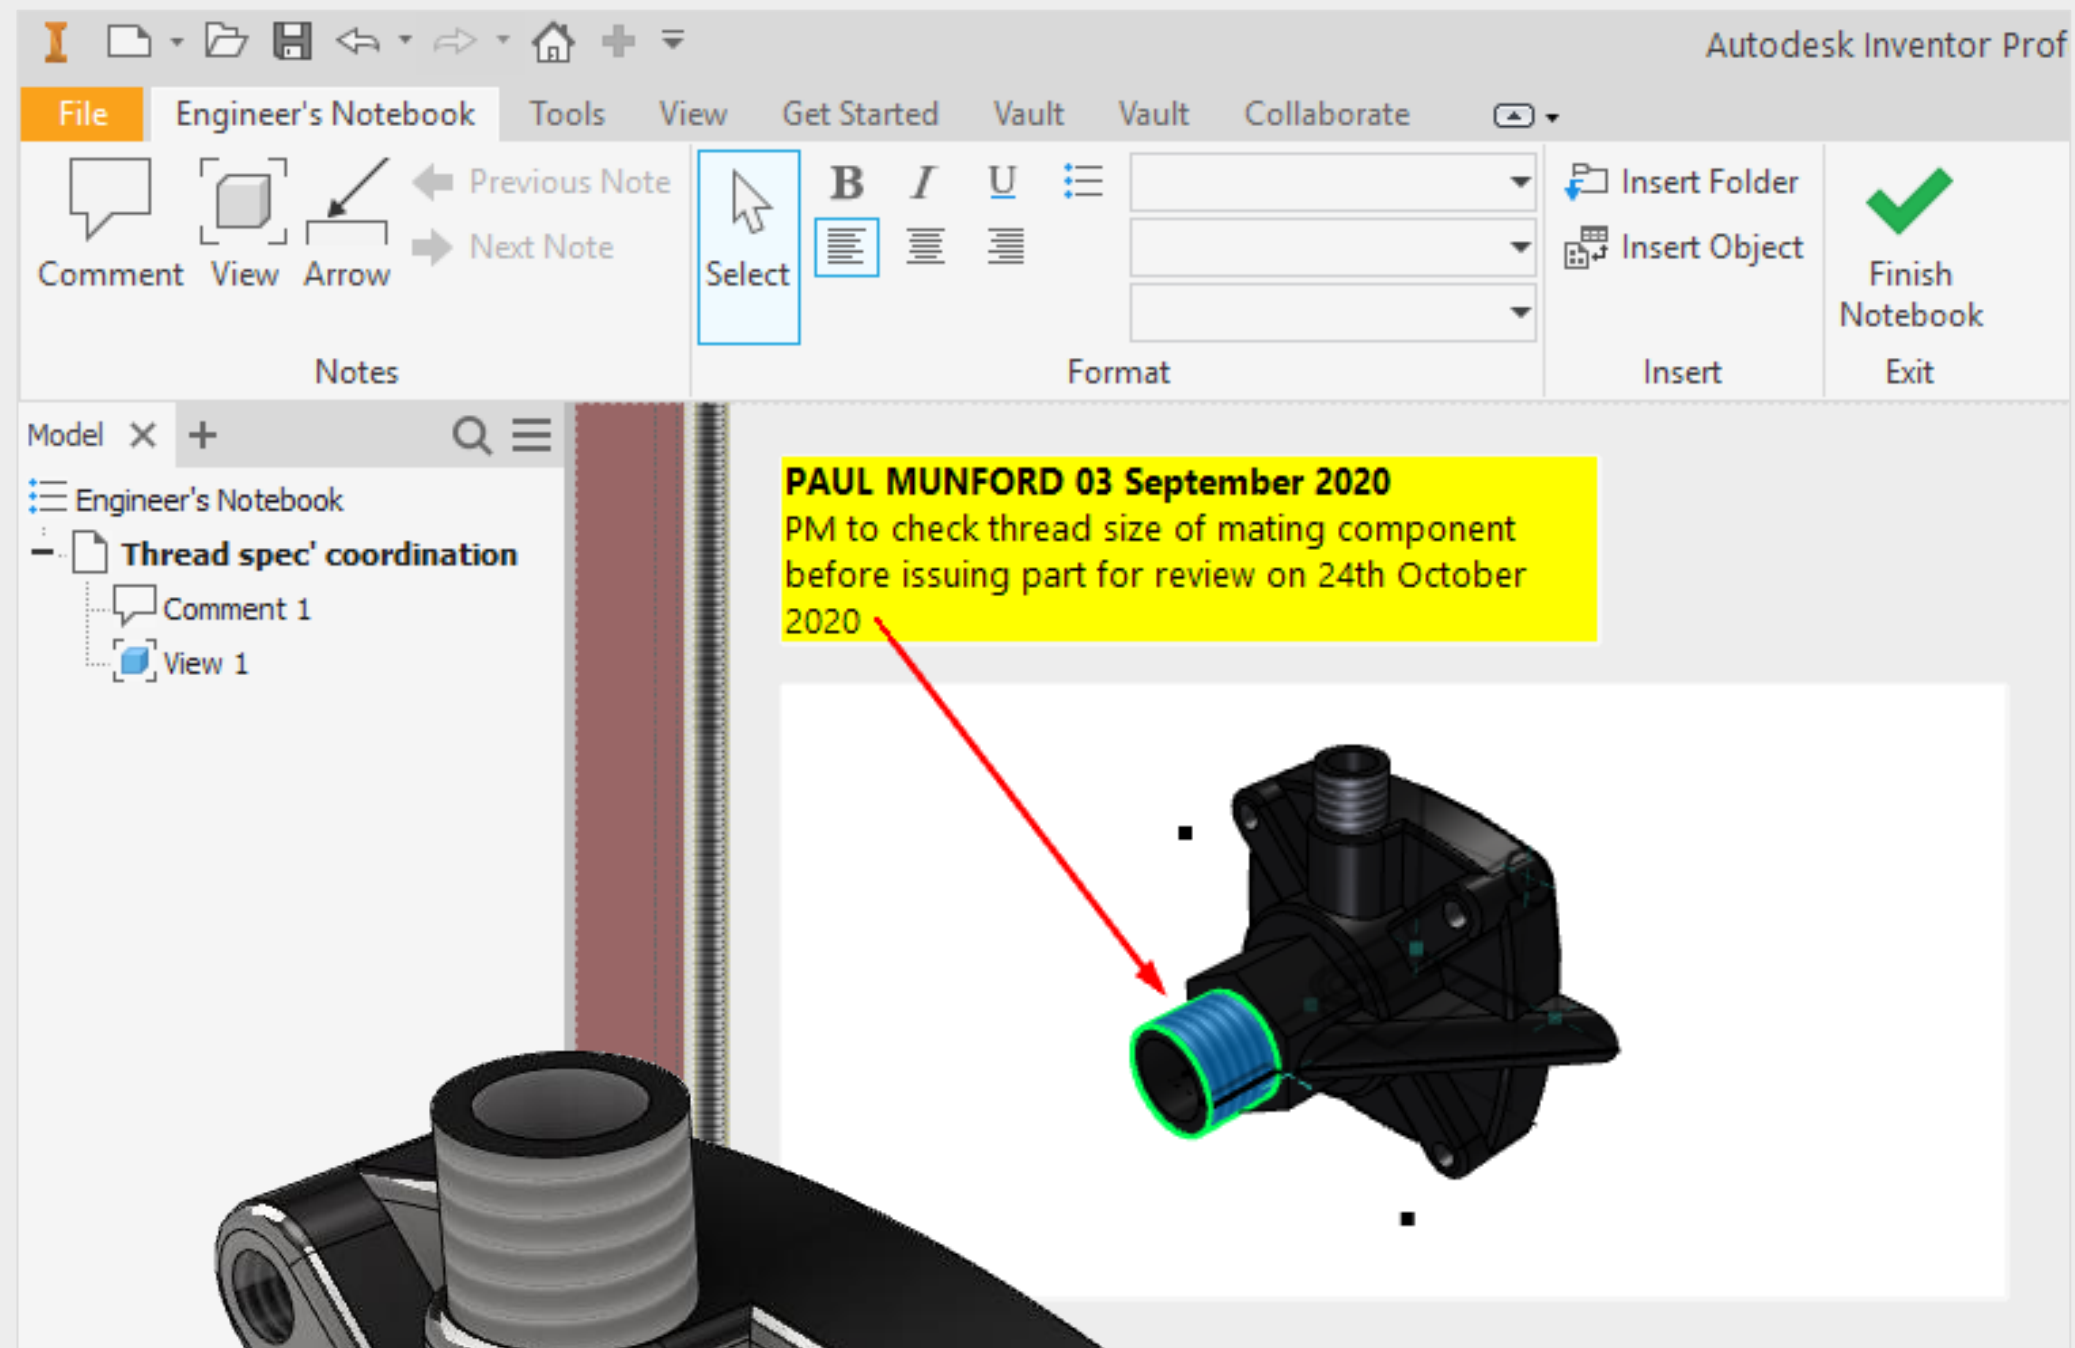 Autodesk Inventor Prof
File Engineer's Notebook Tools View Get Started Vault Vault Collaborate
Comment View Arrow
Previous Note
Next Note
Notes
Select
B I U
Format
Insert Folder
Insert Object
Insert
Finish
Notebook
Exit
Model
Engineer's Notebook
Thread spec' coordination
Comment 1
View 1
PAUL MUNFORD 03 September 2020
PM to check thread size of mating component
before issuing part for review on 24th October
2020